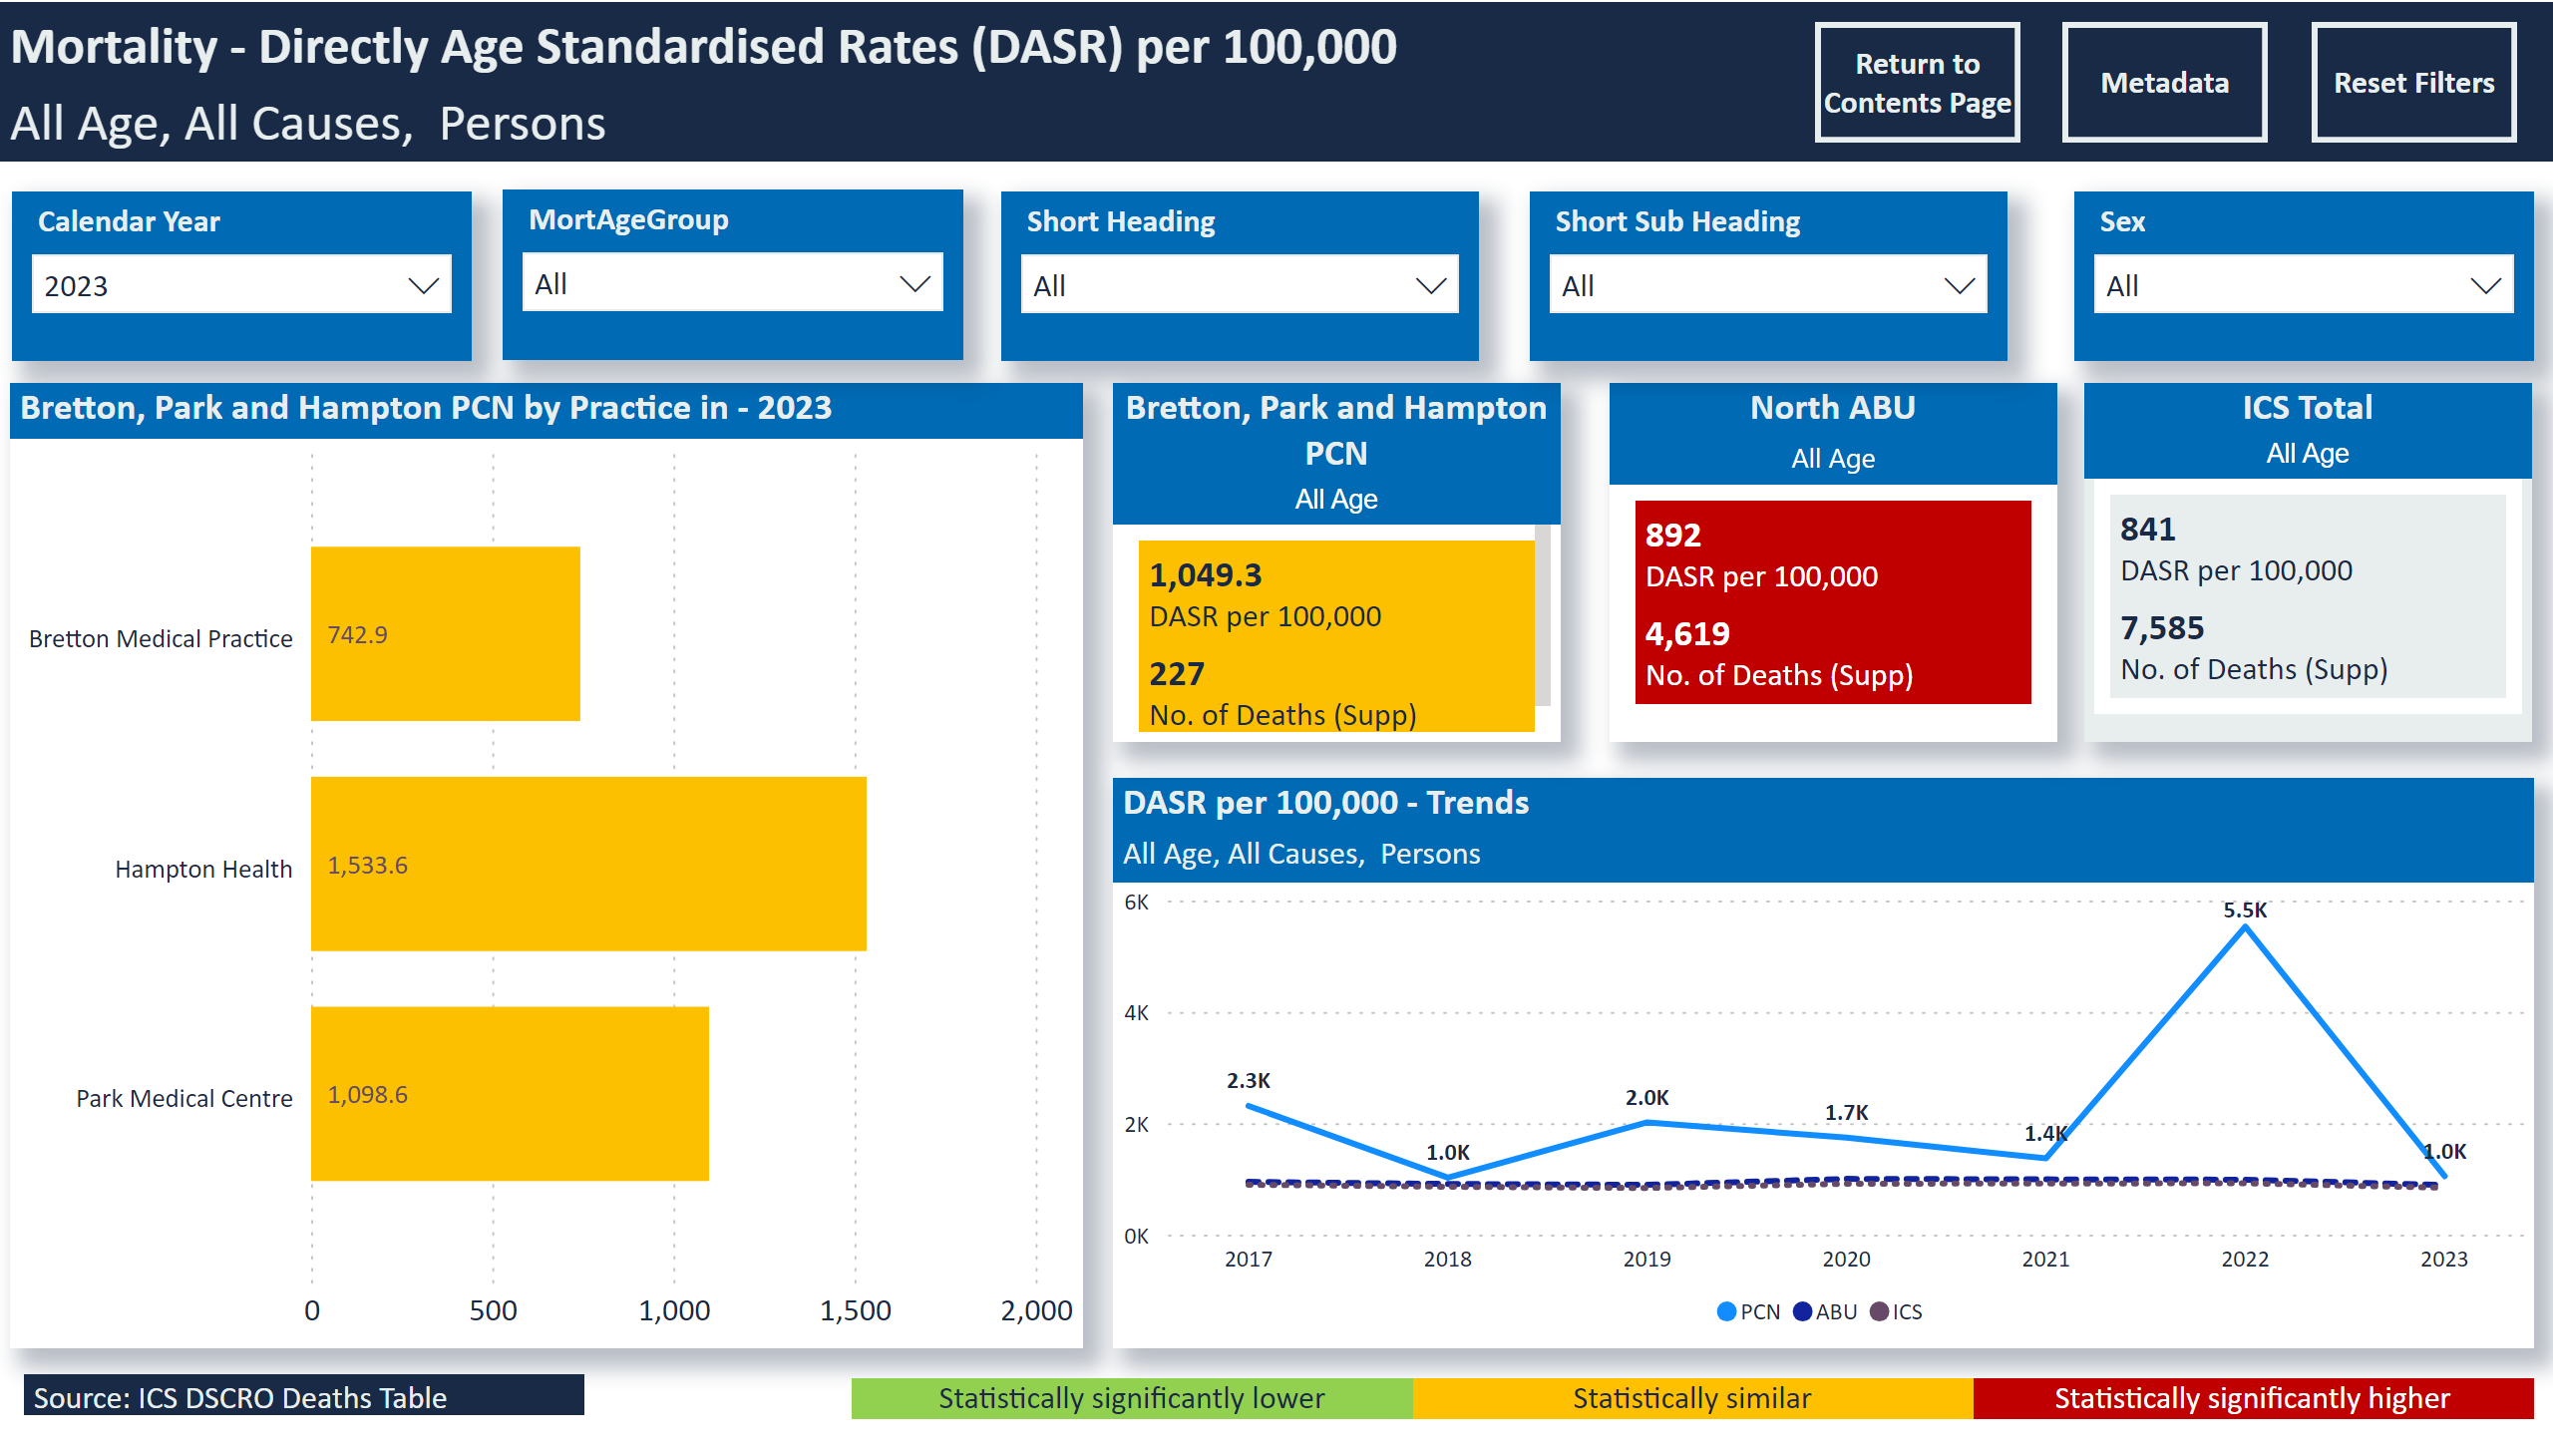 Mortality - Directly Age Standardised Rates (DASR) per 100,000
All Age, All Causes,  Persons
Return to
Contents Page
Metadata
Reset Filters
Calendar Year
2023
MortAgeGroup
All
Short Heading
All
Short Sub Heading
All
Sex
All
Bretton, Park and Hampton PCN by Practice in - 2023
Bretton Medical Practice
742.9
Hampton Health
1,533.6
Park Medical Centre
1,098.6
0
500
1,000
1,500
2,000
Bretton, Park and Hampton
PCN
All Age
1,049.3
DASR per 100,000
227
No. of Deaths (Supp)
North ABU
All Age
892
DASR per 100,000
4,619
No. of Deaths (Supp)
ICS Total
All Age
841
DASR per 100,000
7,585
No. of Deaths (Supp)
DASR per 100,000 - Trends
All Age, All Causes,  Persons
6K
4K
2K
0K
2.3K
1.0K
2.0K
1.7K
1.4K
5.5K
1.0K
2017
2018
2019
2020
2021
2022
2023
PCN
ABU
ICS
Source: ICS DSCRO Deaths Table
Statistically significantly lower
Statistically similar
Statistically significantly higher